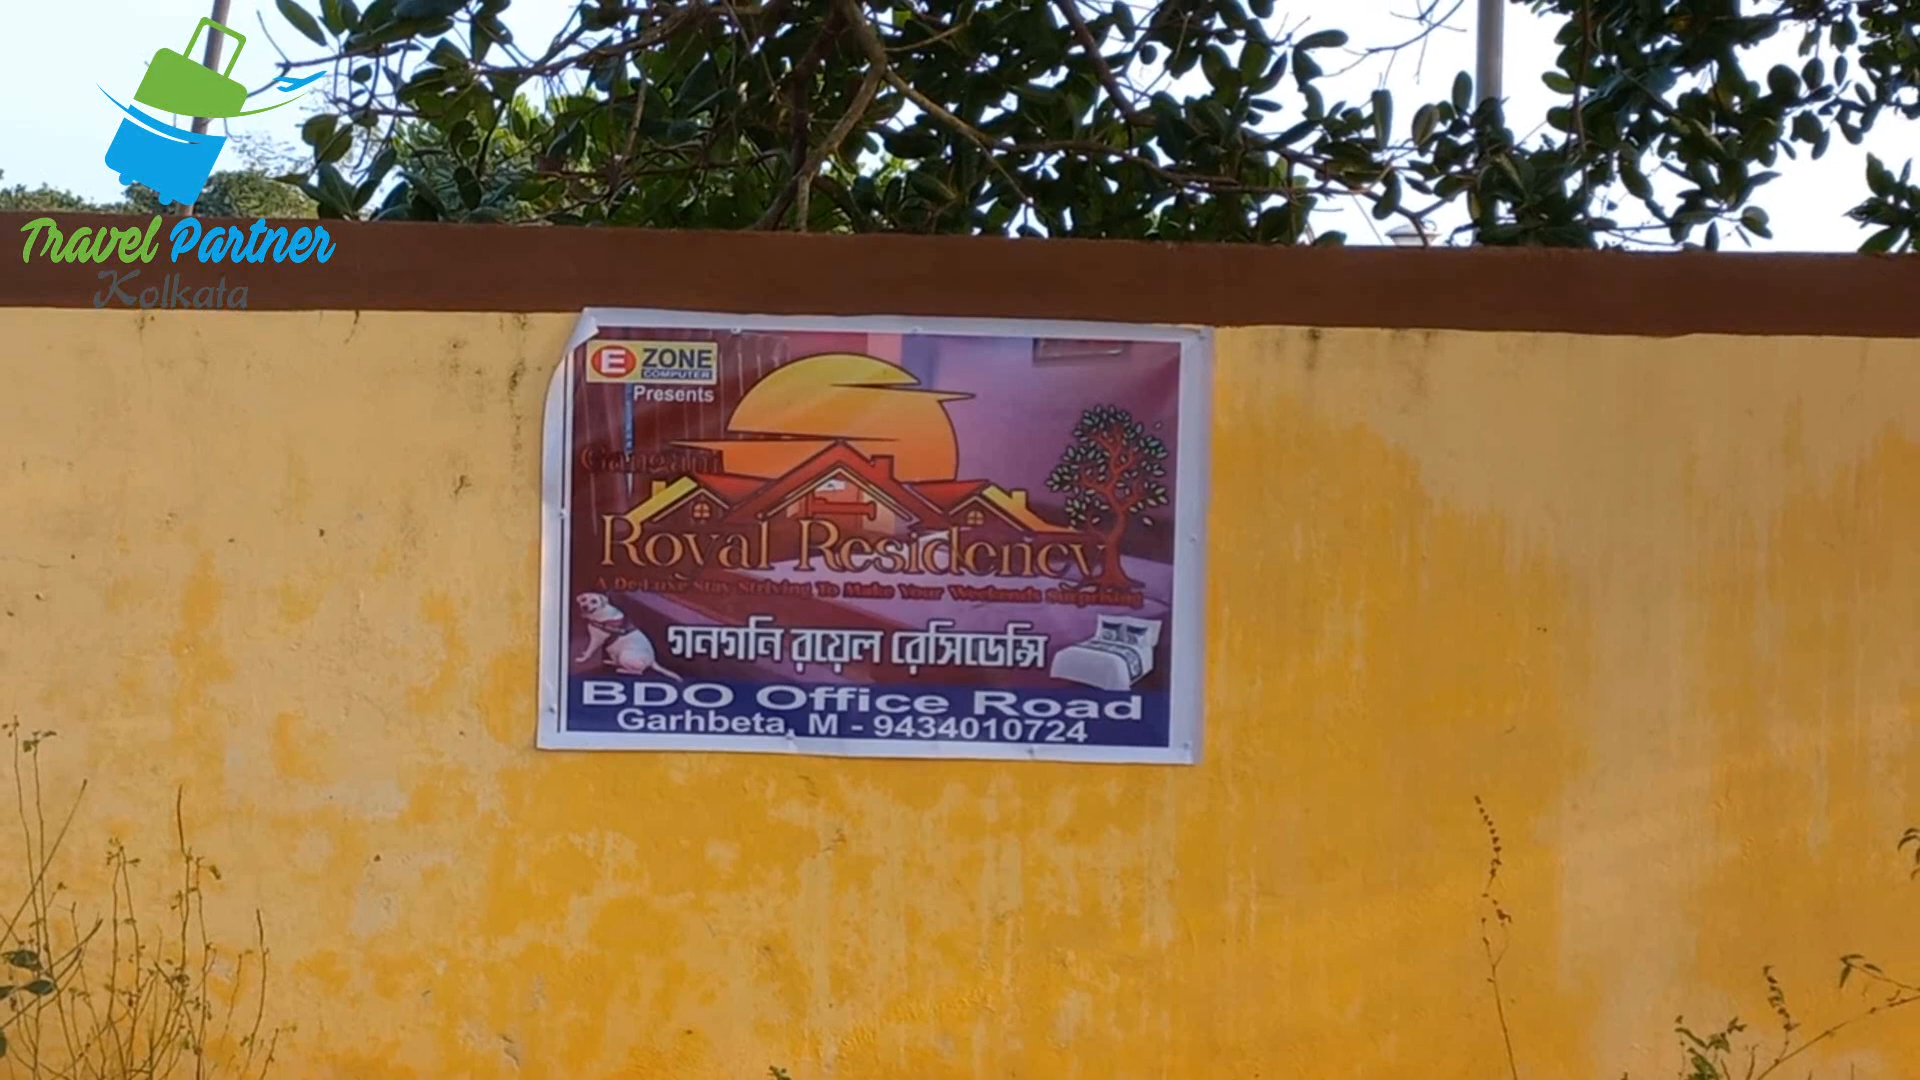 Travel Partner
Kolkata
E ZONE
COMPUTER
Presents
Gangani
Royal Residency
A De-Luxe Stay Striving To Make Your Weekends Surprising
গনগনি রয়েল রেসিডেন্সি
BDO Office Road
Garhbeta, M - 9434010724